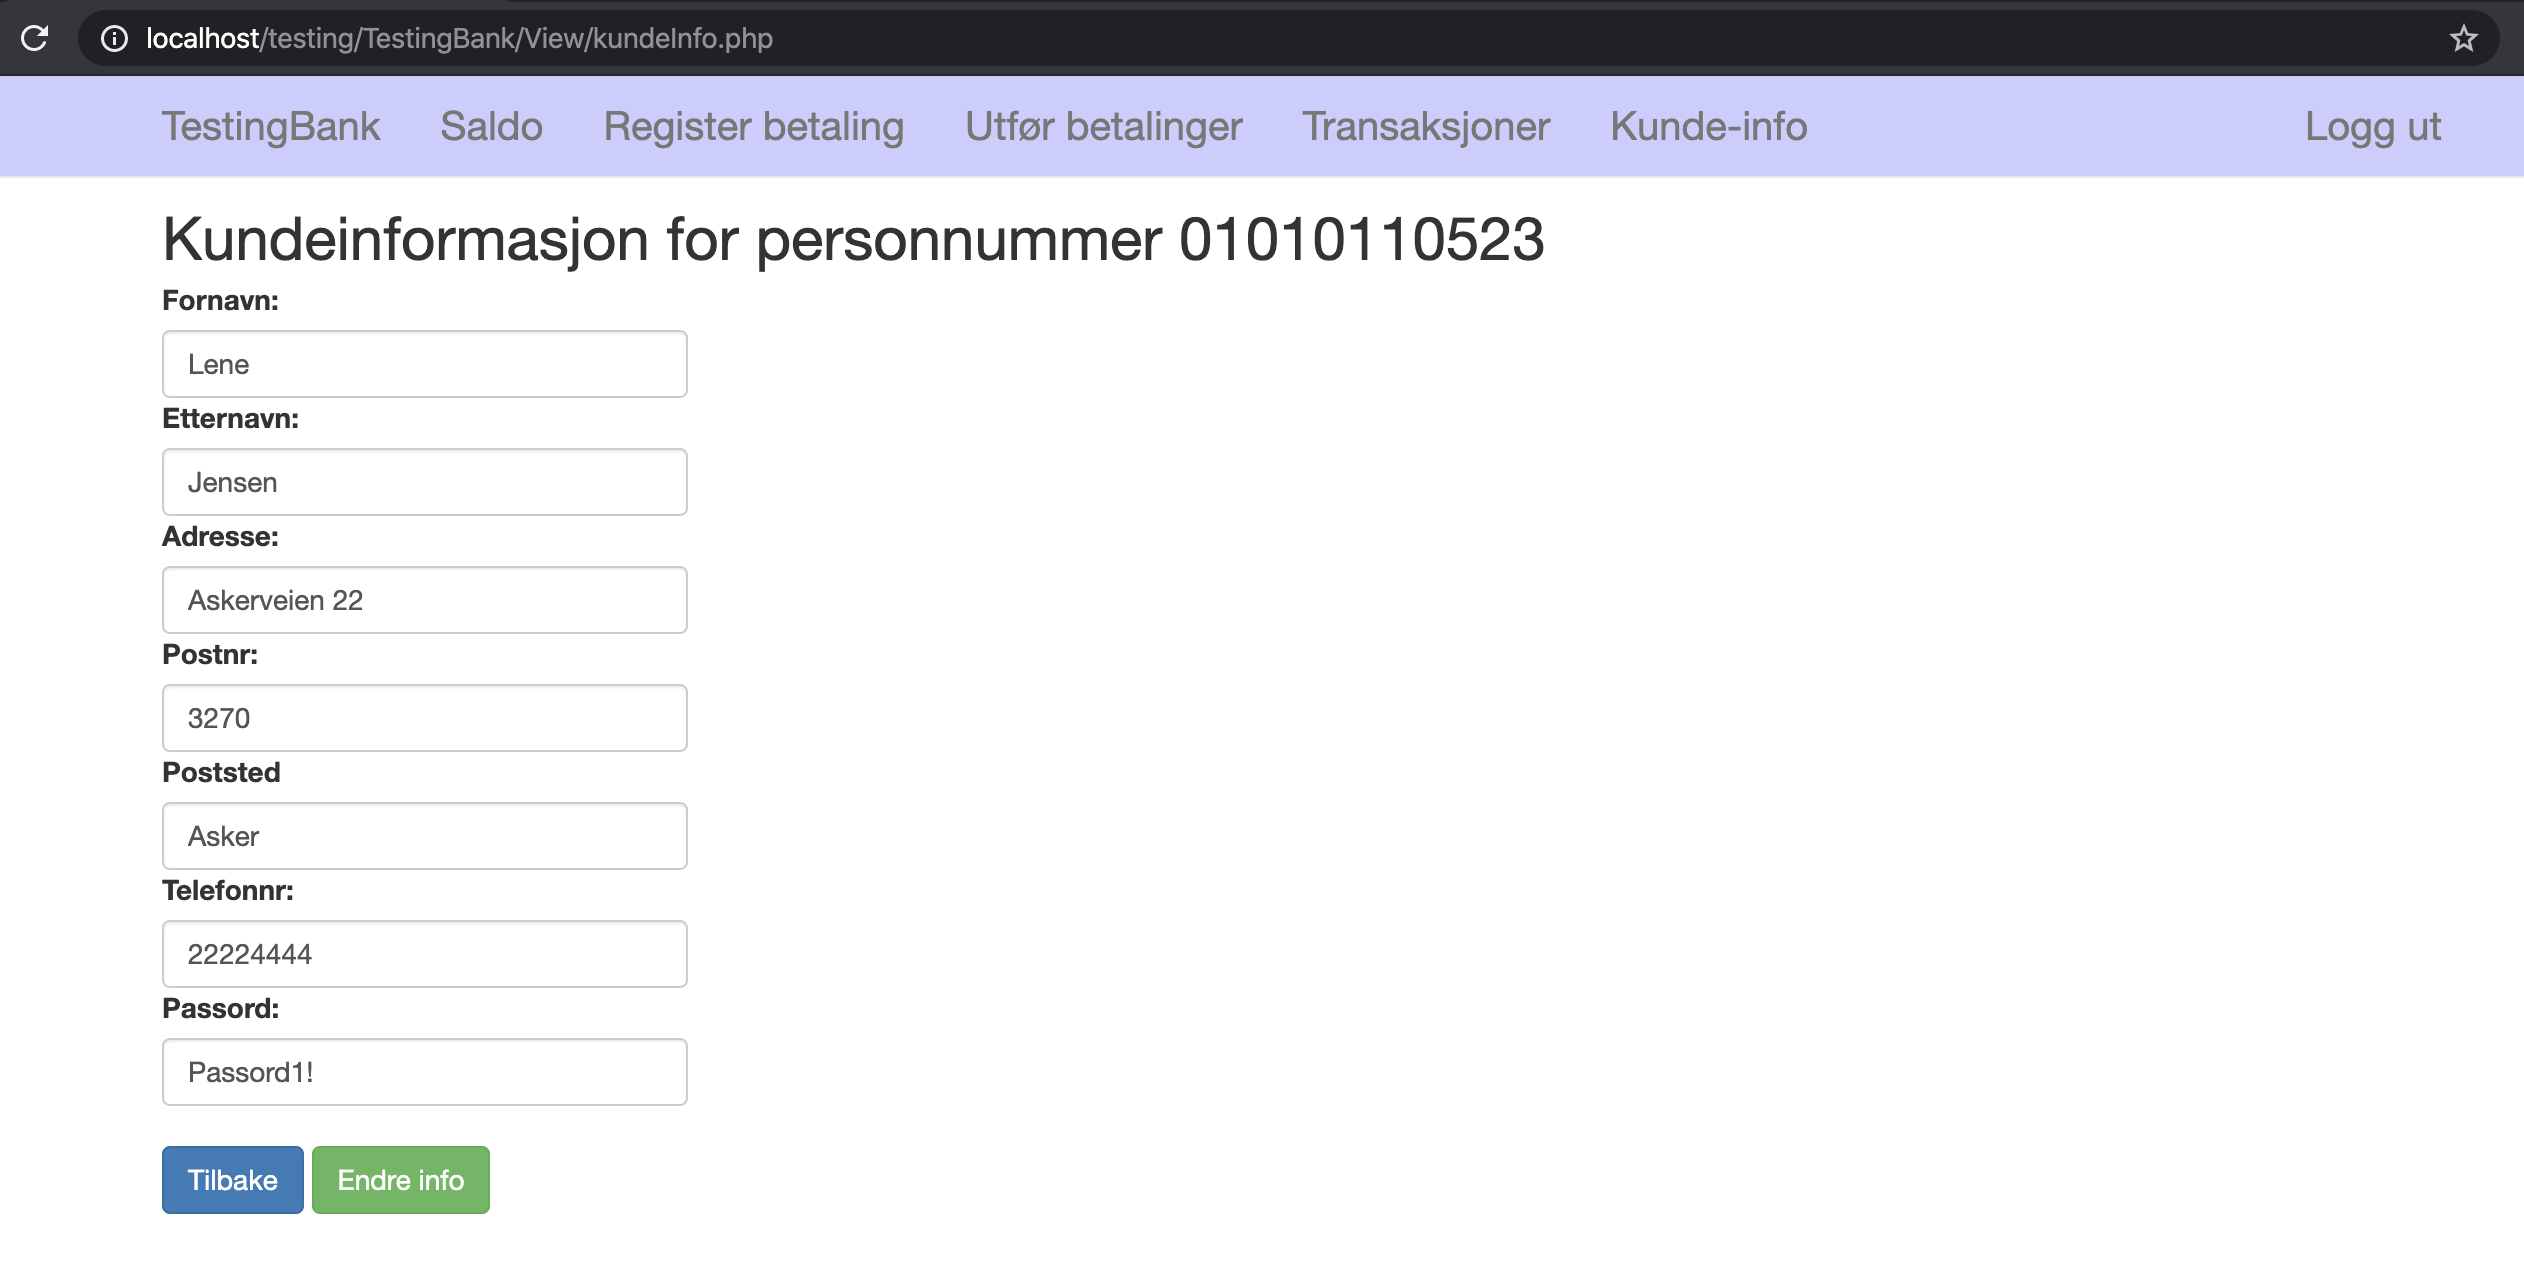 localhost/testing/TestingBank/View/kundeInfo.php
TestingBank Saldo Register betaling Utfør betalinger Transaksjoner Kunde-info Logg ut
Kundeinformasjon for personnummer 01010110523
Fornavn:
Lene
Etternavn:
Jensen
Adresse:
Askerveien 22
Postnr:
3270
Poststed
Asker
Telefonnr:
22224444
Passord:
Passord1!
Tilbake Endre info